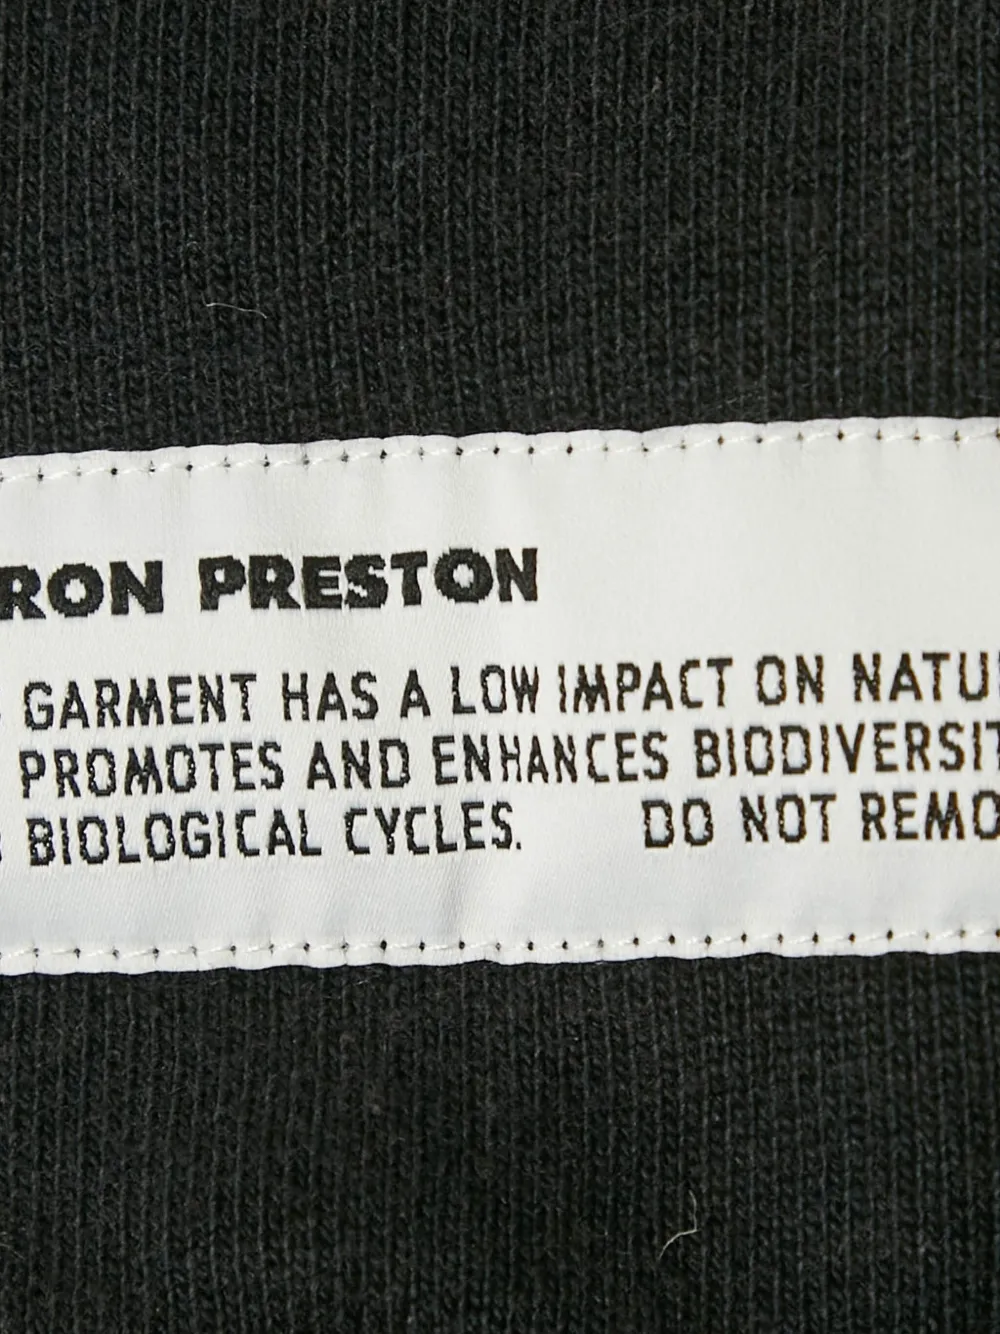 RON PRESTON
GARMENT HAS A LOW IMPACT ON NATU
PROMOTES AND ENHANCES BIODIVERSIT
BIOLOGICAL CYCLES. DO NOT REMO